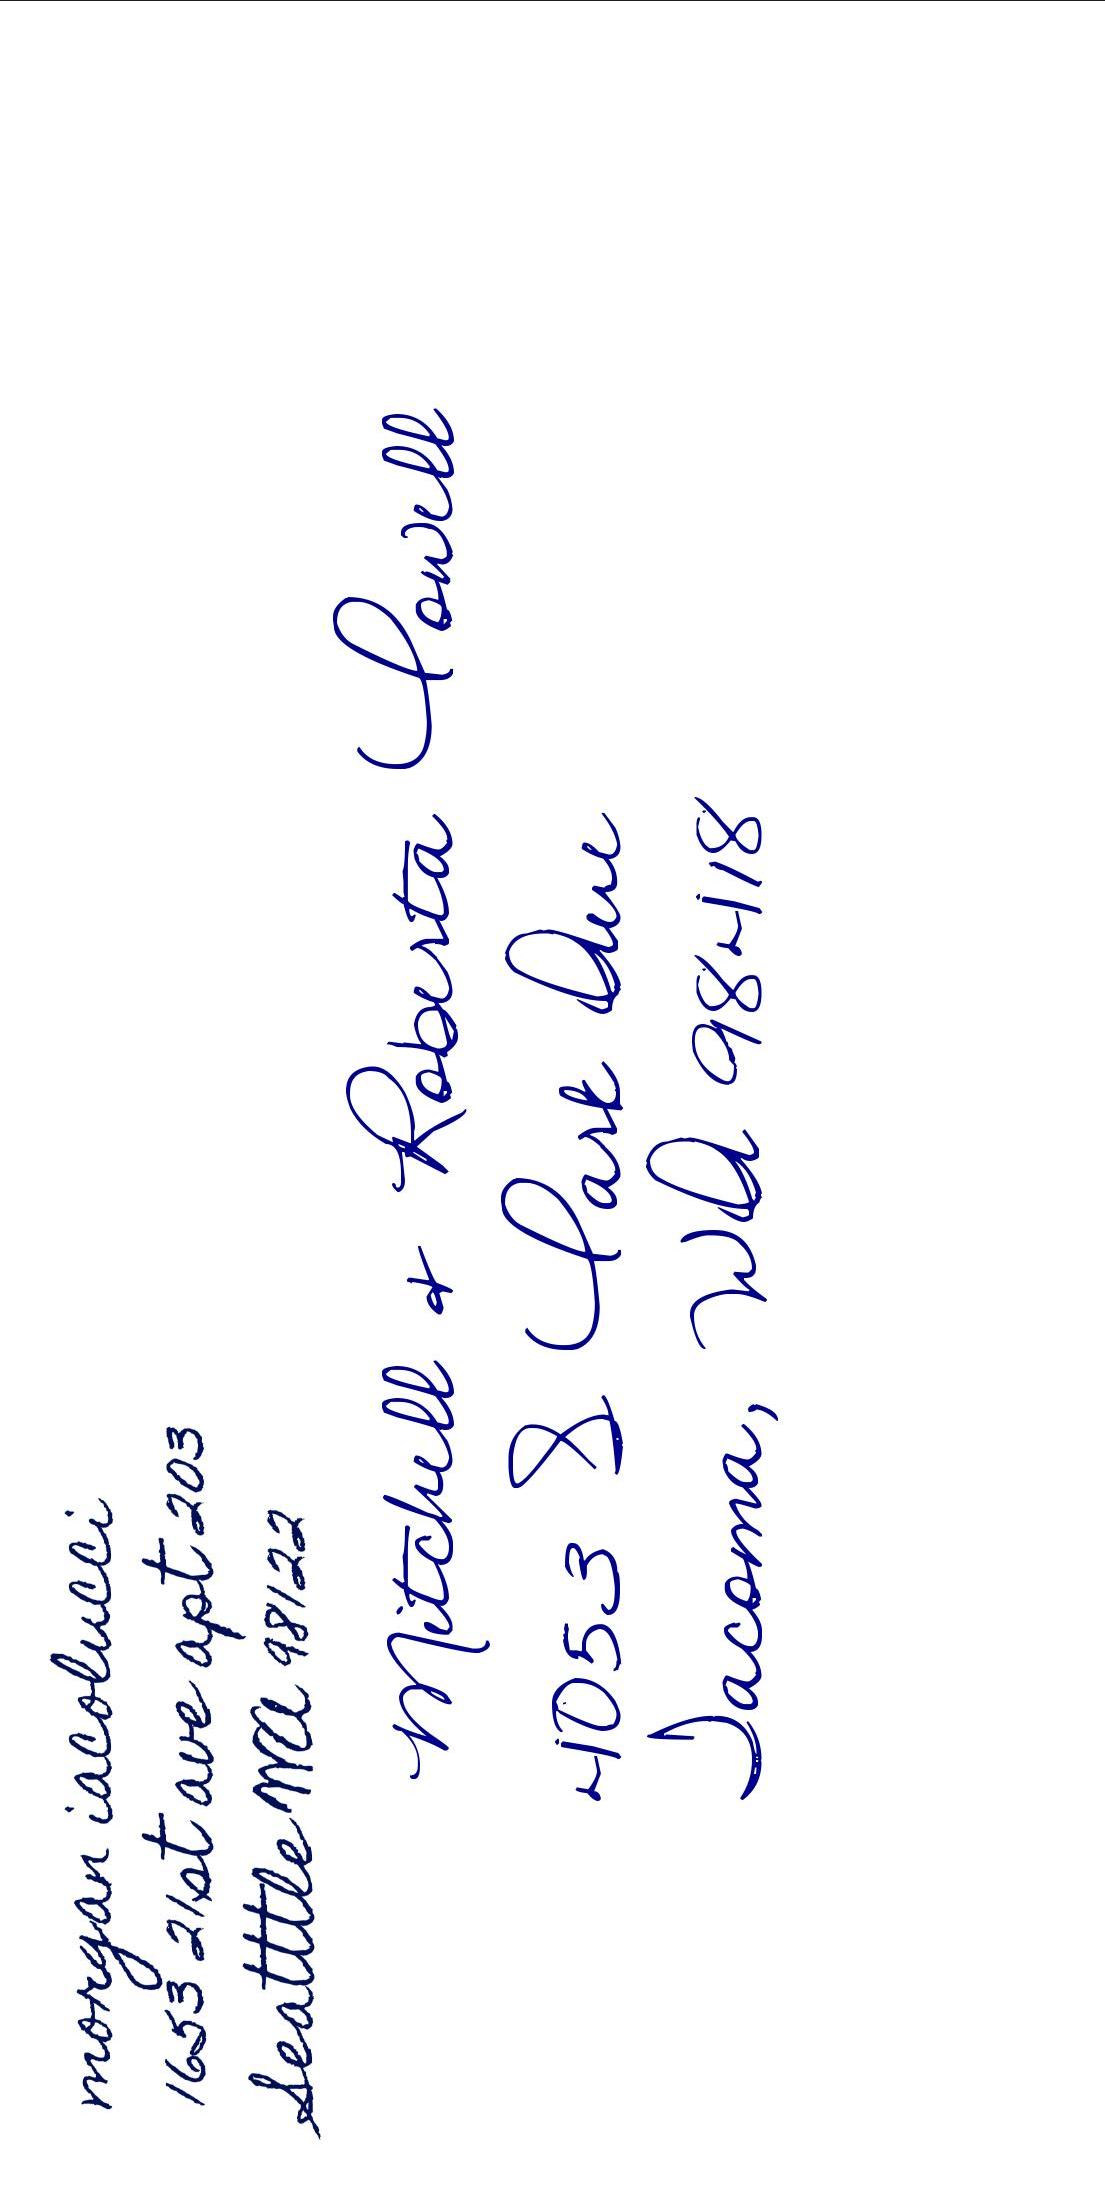 morgan iacolucci
1653 21st ave apt 203
Seatttle WA 98122
Mitchell + Roberta Powell
4053 S Park Ave
Tacoma, WA 98418